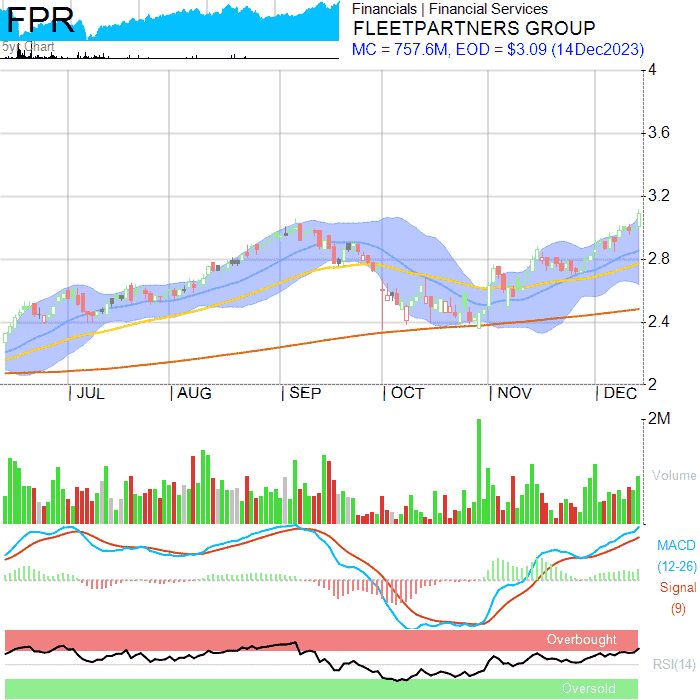 FPR
5yr Chart
Financials | Financial Services
FLEETPARTNERS GROUP
MC = 757.6M, EOD = $3.09 (14Dec2023)
4
3.6
3.2
2.8
2.4
2
JUL AUG SEP OCT NOV DEC
2M
Volume
MACD
(12-26)
Signal
(9)
Overbought
RSI(14)
Oversold